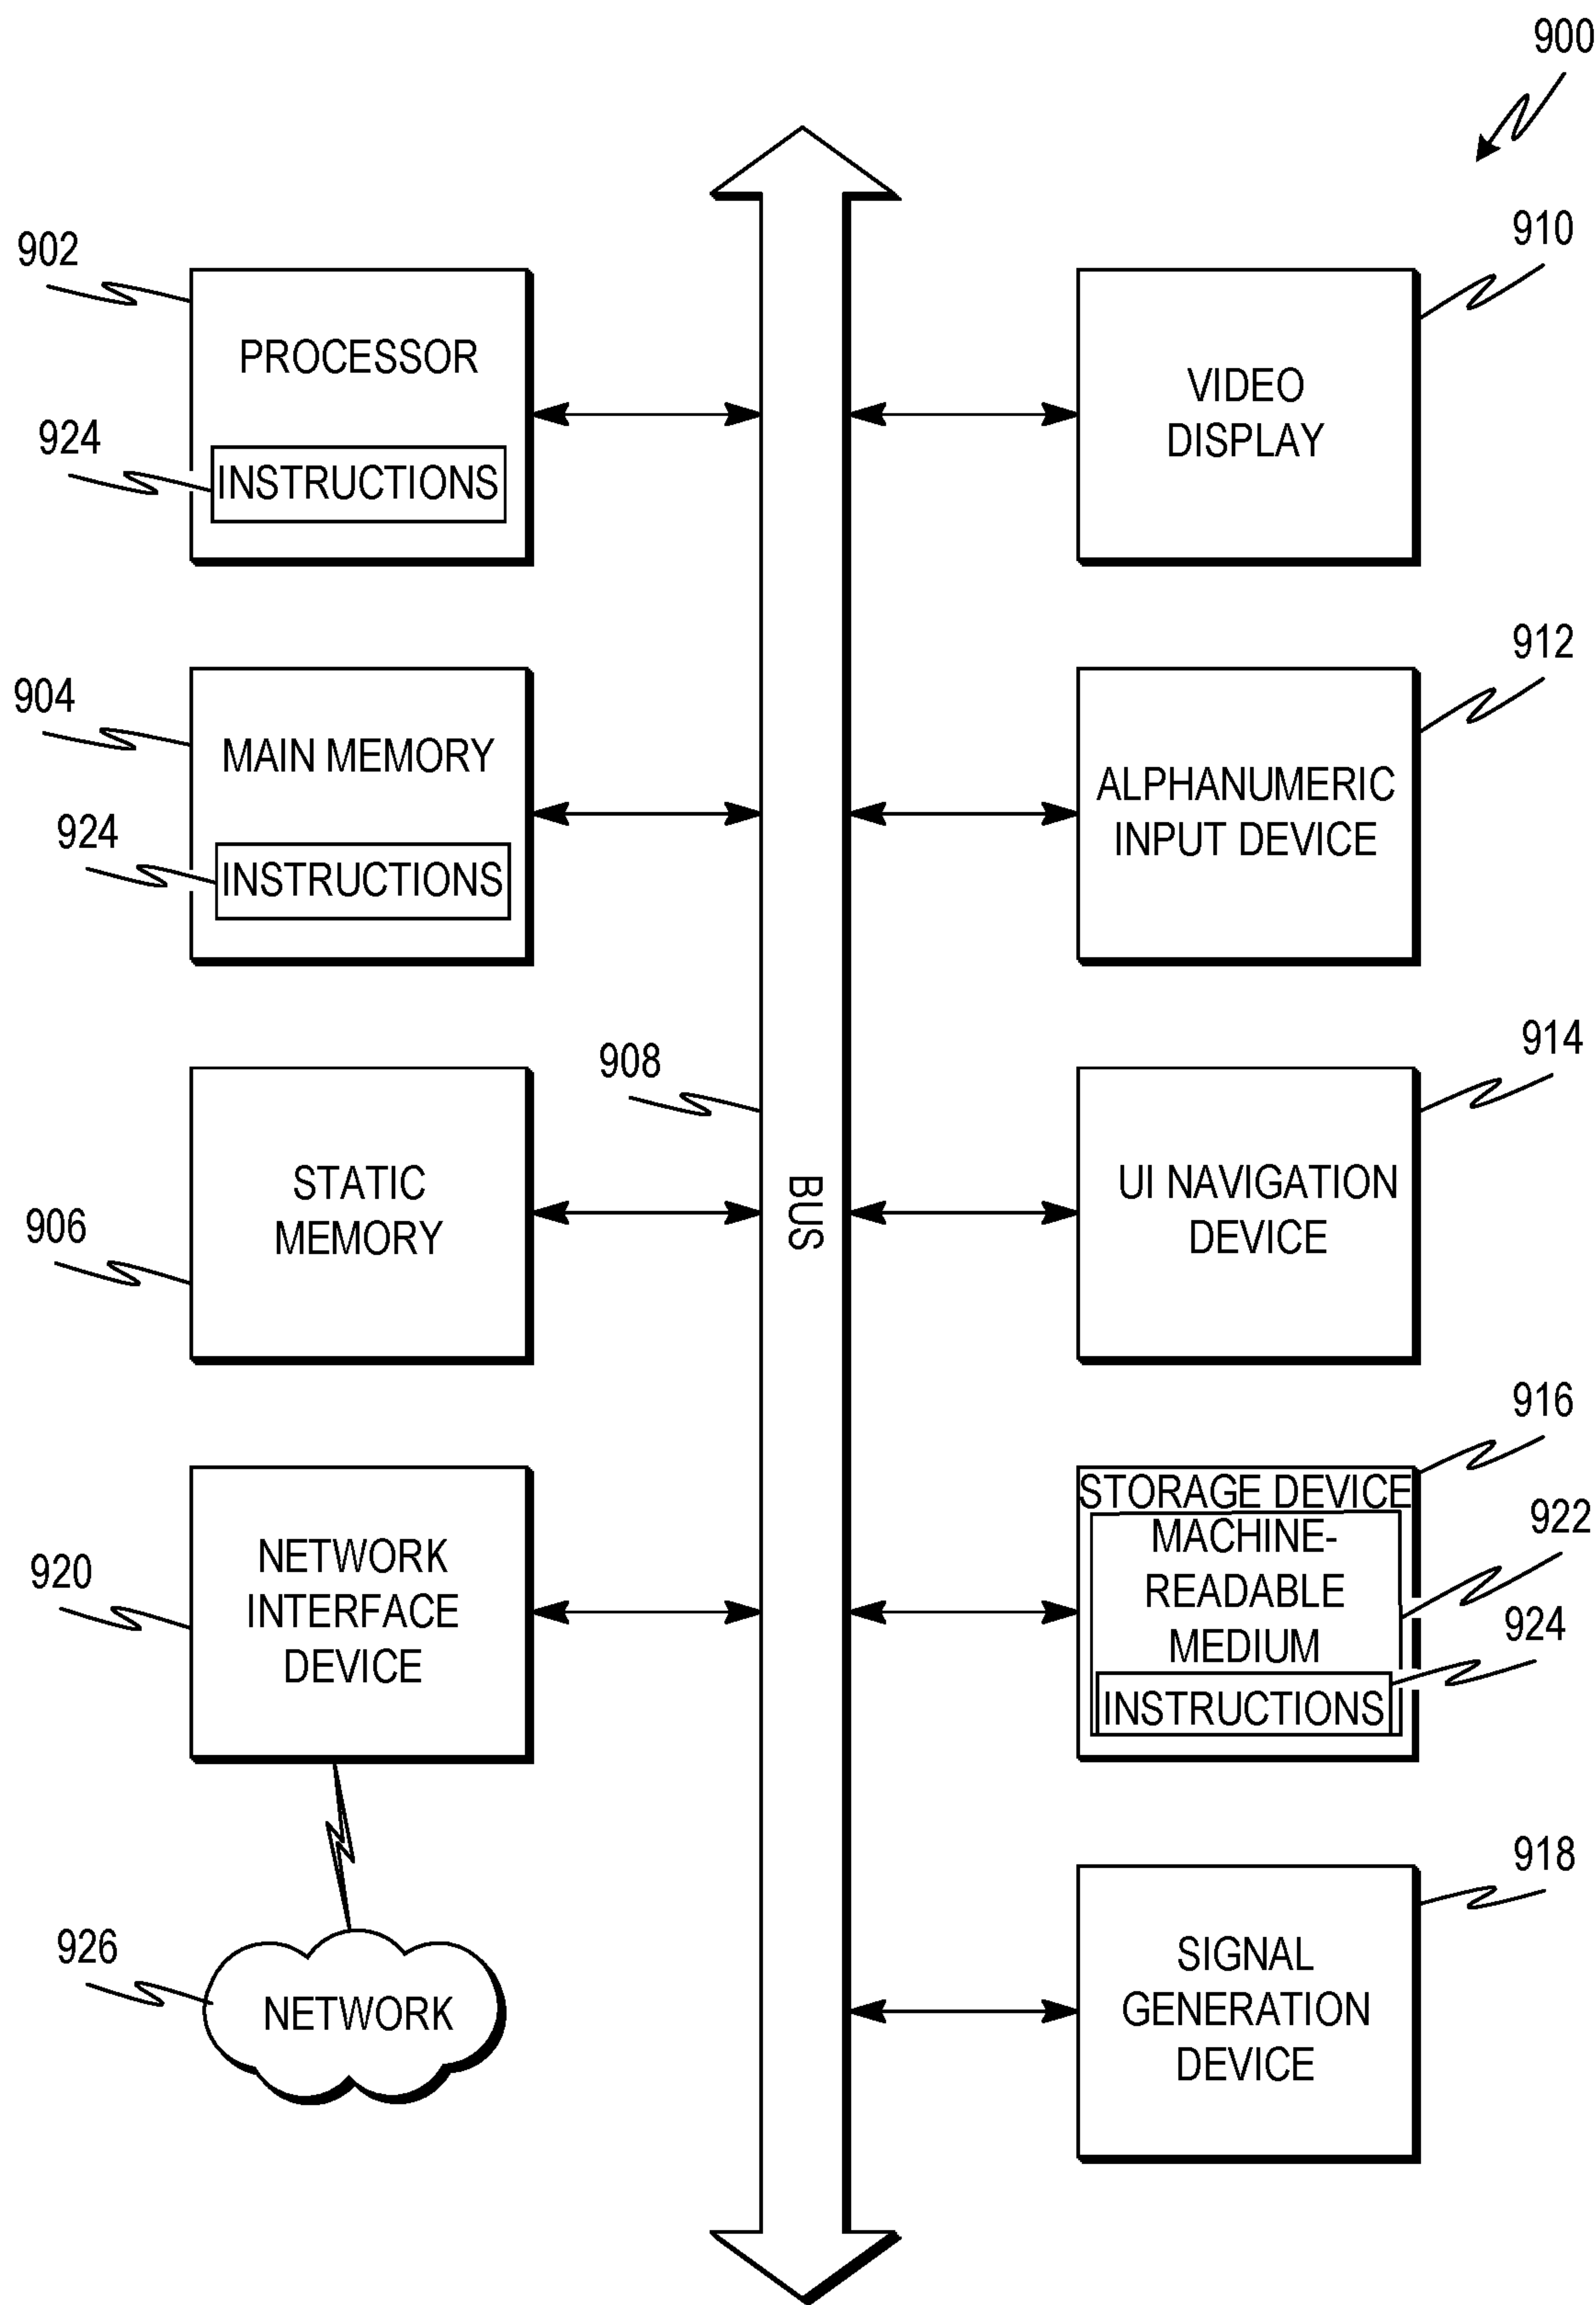 900
902
PROCESSOR
924
INSTRUCTIONS
904
MAIN MEMORY
924
INSTRUCTIONS
906
STATIC
MEMORY
920
NETWORK
INTERFACE
DEVICE
926
NETWORK
908
BUS
910
VIDEO
DISPLAY
912
ALPHANUMERIC
INPUT DEVICE
914
UI NAVIGATION
DEVICE
916
STORAGE DEVICE
922
MACHINE-
READABLE
MEDIUM
924
INSTRUCTIONS
918
SIGNAL
GENERATION
DEVICE